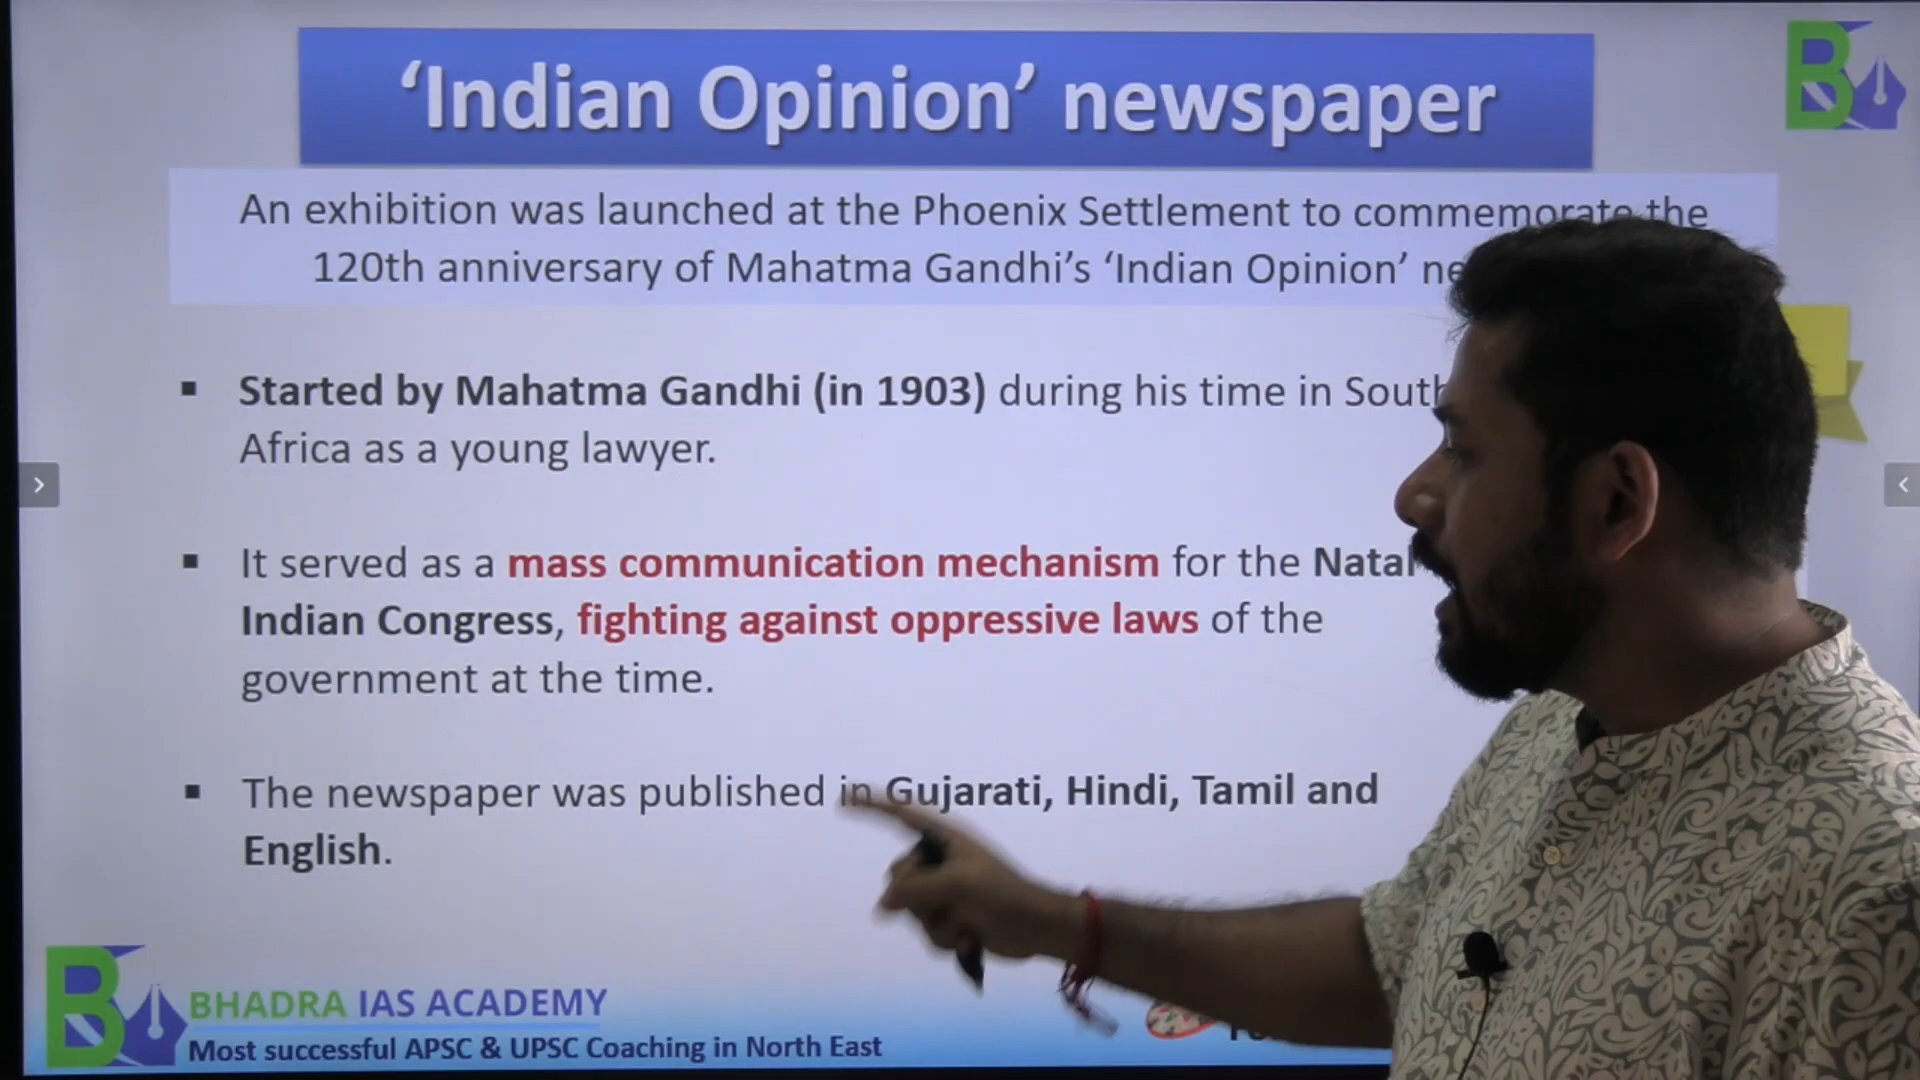 ‘Indian Opinion’ newspaper
An exhibition was launched at the Phoenix Settlement to commemorate the
120th anniversary of Mahatma Gandhi’s ‘Indian Opinion’
▪ Started by Mahatma Gandhi (in 1903) during his time in South
Africa as a young lawyer.
▪ It served as a mass communication mechanism for the Natal
Indian Congress, fighting against oppressive laws of the
government at the time.
▪ The newspaper was published in Gujarati, Hindi, Tamil and
English.
BHADRA IAS ACADEMY
Most successful APSC & UPSC Coaching in North East